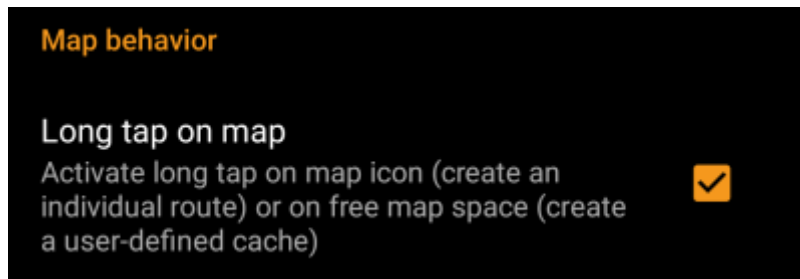 Map behavior
Long tap on map
Activate long tap on map icon (create an
individual route) or on free map space (create
a user-defined cache)